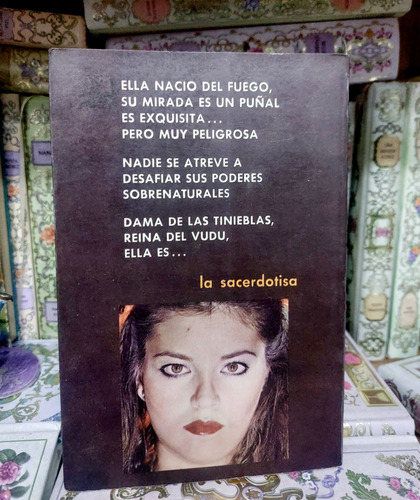 ELLA NACIO DEL FUEGO,
SU MIRADA ES UN PUÑAL
ES EXQUISITA...
PERO MUY PELIGROSA
NADIE SE ATREVE A
DESAFIAR SUS PODERES
SOBRENATURALES
DAMA DE LAS TINIEBLAS,
REINA DEL VUDU,
ELLA ES...
la sacerdotisa